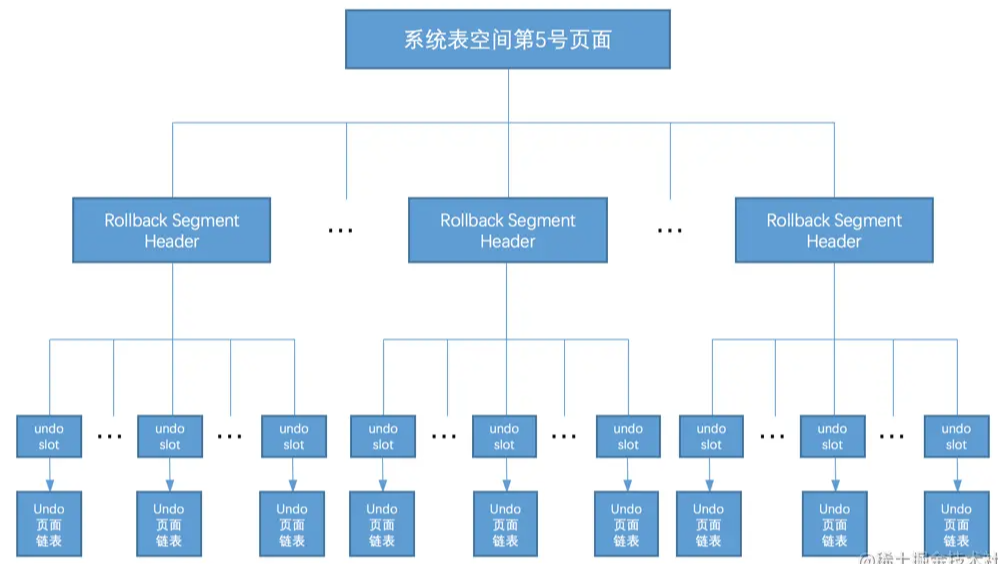 系统表空间第5号页面
Rollback Segment
Header
...
Rollback Segment
Header
...
Rollback Segment
Header
undo
slot
...
undo
slot
...
undo
slot
undo
slot
...
undo
slot
...
undo
slot
undo
slot
...
undo
slot
...
undo
slot
Undo
页面
链表
Undo
页面
链表
Undo
页面
链表
Undo
页面
链表
Undo
页面
链表
Undo
页面
链表
Undo
页面
链表
Undo
页面
链表
Undo
页面
链表
@稀土掘金技术社